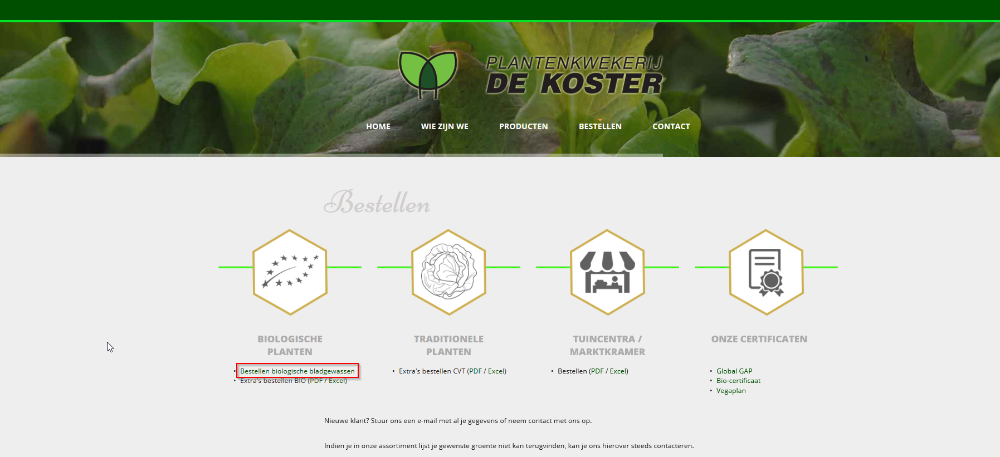 PLANTENKWEKERIJ
DE KOSTER
HOME WIE ZIJN WE PRODUCTEN BESTELLEN CONTACT
Bestellen
BIOLOGISCHE
PLANTEN
• Bestellen biologische bladgewassen
• Extra's bestellen BIO (PDF / Excel)
TRADITIONELE
PLANTEN
• Extra's bestellen CVT (PDF / Excel)
TUINCENTRA /
MARKTKRAMER
• Bestellen (PDF / Excel)
ONZE CERTIFICATEN
• Global GAP
• Bio-certificaat
• Vegaplan
Nieuwe klant? Stuur ons een e-mail met al je gegevens of neem contact met ons op.
Indien je in onze assortiment lijst je gewenste groente niet kan terugvinden, kan je ons hierover steeds contacteren.